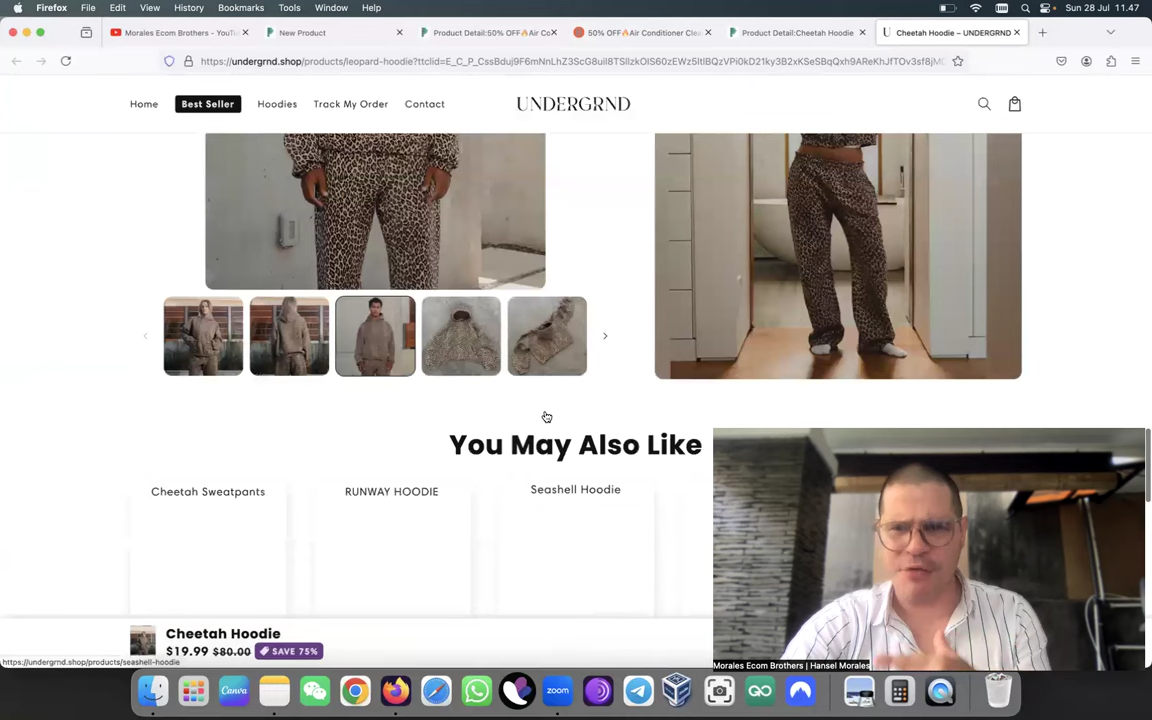 Firefox File Edit View History Bookmarks Tools Window Help Sun 28 Jul 11.47
Morales Ecom Brothers - YouTu
New Product
Product Detail:50% OFF🔥Air Co
50% OFF🔥Air Conditioner Clea
Product Detail:Cheetah Hoodie
Cheetah Hoodie – UNDERGRND
Home Best Seller Hoodies Track My Order Contact
UNDERGRND
You May Also Like
Cheetah Sweatpants
RUNWAY HOODIE
Seashell Hoodie
Cheetah Hoodie
$19.99 $80.00 SAVE 75%
https://undergrnd.shop/products/seashell-hoodie
Morales Ecom Brothers | Hansel Morales
Canva
zoom
GO